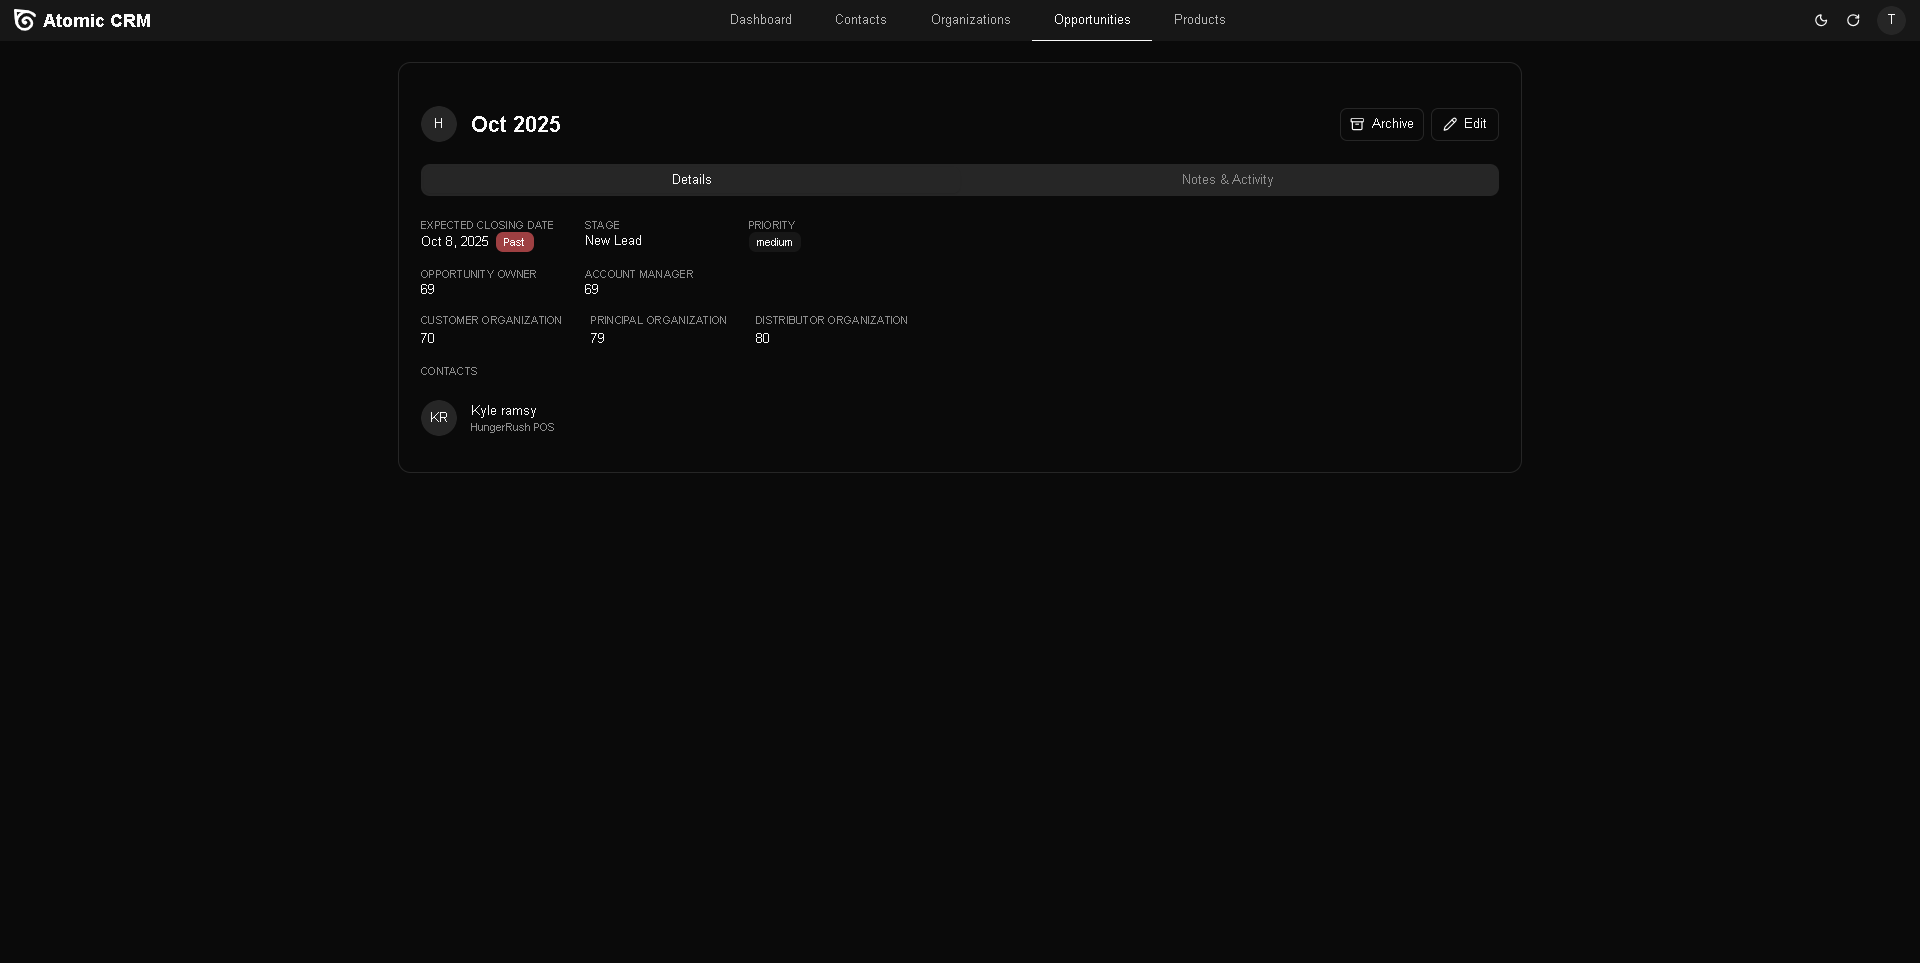 Atomic CRM
Dashboard Contacts Organizations Opportunities Products
T
H
Oct 2025
Archive Edit
Details Notes & Activity
EXPECTED CLOSING DATE STAGE PRIORITY
Oct 8, 2025 Past New Lead medium
OPPORTUNITY OWNER ACCOUNT MANAGER
69 69
CUSTOMER ORGANIZATION PRINCIPAL ORGANIZATION DISTRIBUTOR ORGANIZATION
70 79 80
CONTACTS
KR Kyle ramsy
HungerRush POS